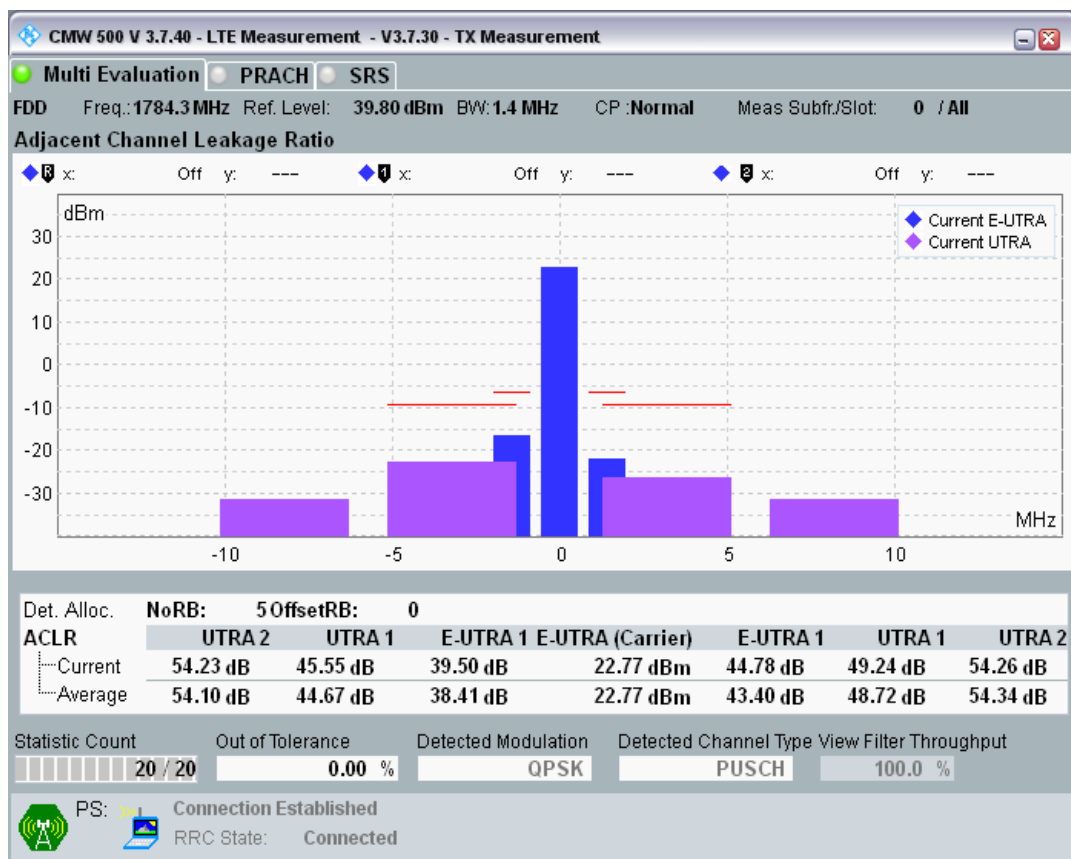 CMW 500 V 3.7.40 - LTE Measurement - V3.7.30 - TX Measurement
Multi Evaluation PRACH SRS
FDD Freq.: 1784.3 MHz Ref. Level: 39.80 dBm BW: 1.4 MHz CP :Normal Meas Subfr./Slot: 0 / All
Adjacent Channel Leakage Ratio
R x: Off y: --- 1 x: Off y: --- 2 x: Off y: ---
dBm
Current E-UTRA
Current UTRA
30
20
10
0
-10
-20
-30
MHz
-10 -5 0 5 10
Det. Alloc. NoRB: 5 OffsetRB: 0
ACLR UTRA 2 UTRA 1 E-UTRA 1 E-UTRA (Carrier) E-UTRA 1 UTRA 1 UTRA 2
Current 54.23 dB 45.55 dB 39.50 dB 22.77 dBm 44.78 dB 49.24 dB 54.26 dB
Average 54.10 dB 44.67 dB 38.41 dB 22.77 dBm 43.40 dB 48.72 dB 54.34 dB
Statistic Count Out of Tolerance Detected Modulation Detected Channel Type View Filter Throughput
20 / 20 0.00 % QPSK PUSCH 100.0 %
PS: Connection Established
RRC State: Connected